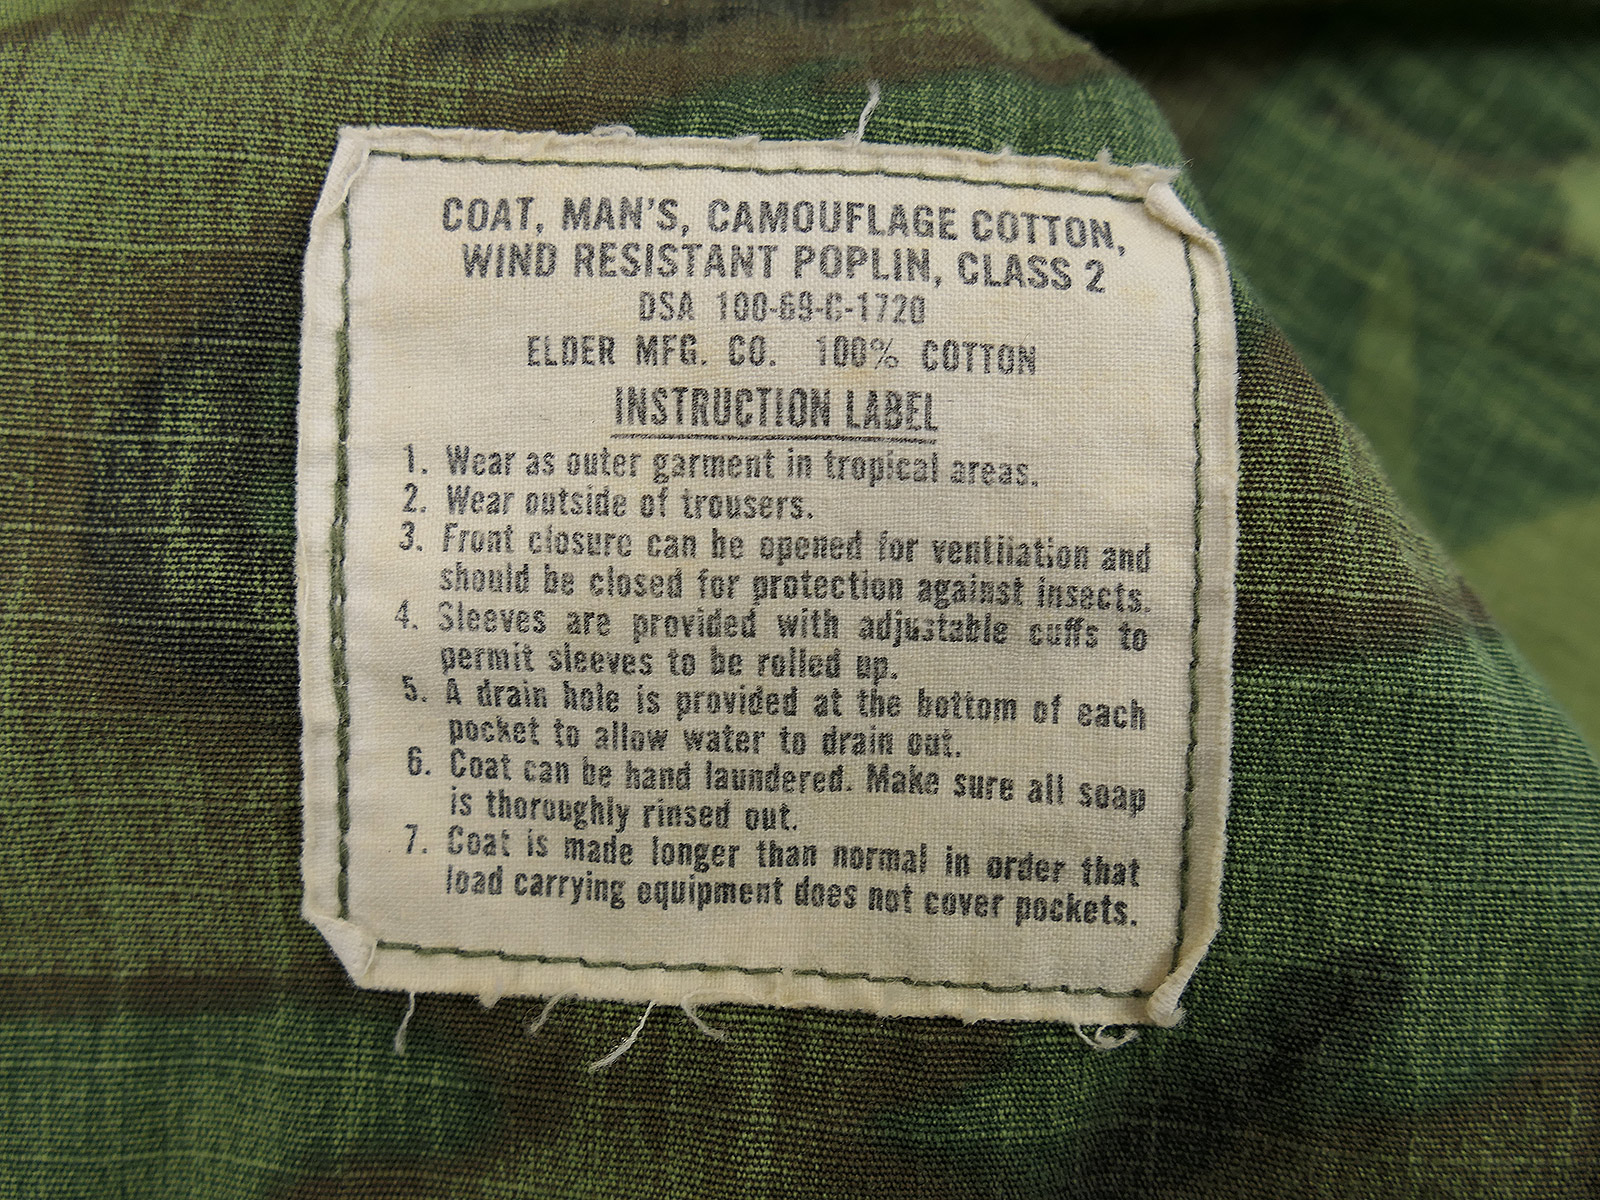 COAT, MAN'S, CAMOUFLAGE COTTON,
WIND RESISTANT POPLIN, CLASS 2
DSA 100-69-C-1720
ELDER MFG. CO. 100% COTTON
INSTRUCTION LABEL
1. Wear as outer garment in tropical areas.
2. Wear outside of trousers.
3. Front closure can be opened for ventilation and
should be closed for protection against insects.
4. Sleeves are provided with adjustable cuffs to
permit sleeves to be rolled up.
5. A drain hole is provided at the bottom of each
pocket to allow water to drain out.
6. Coat can be hand laundered. Make sure all soap
is thoroughly rinsed out.
7. Coat is made longer than normal in order that
load carrying equipment does not cover pockets.